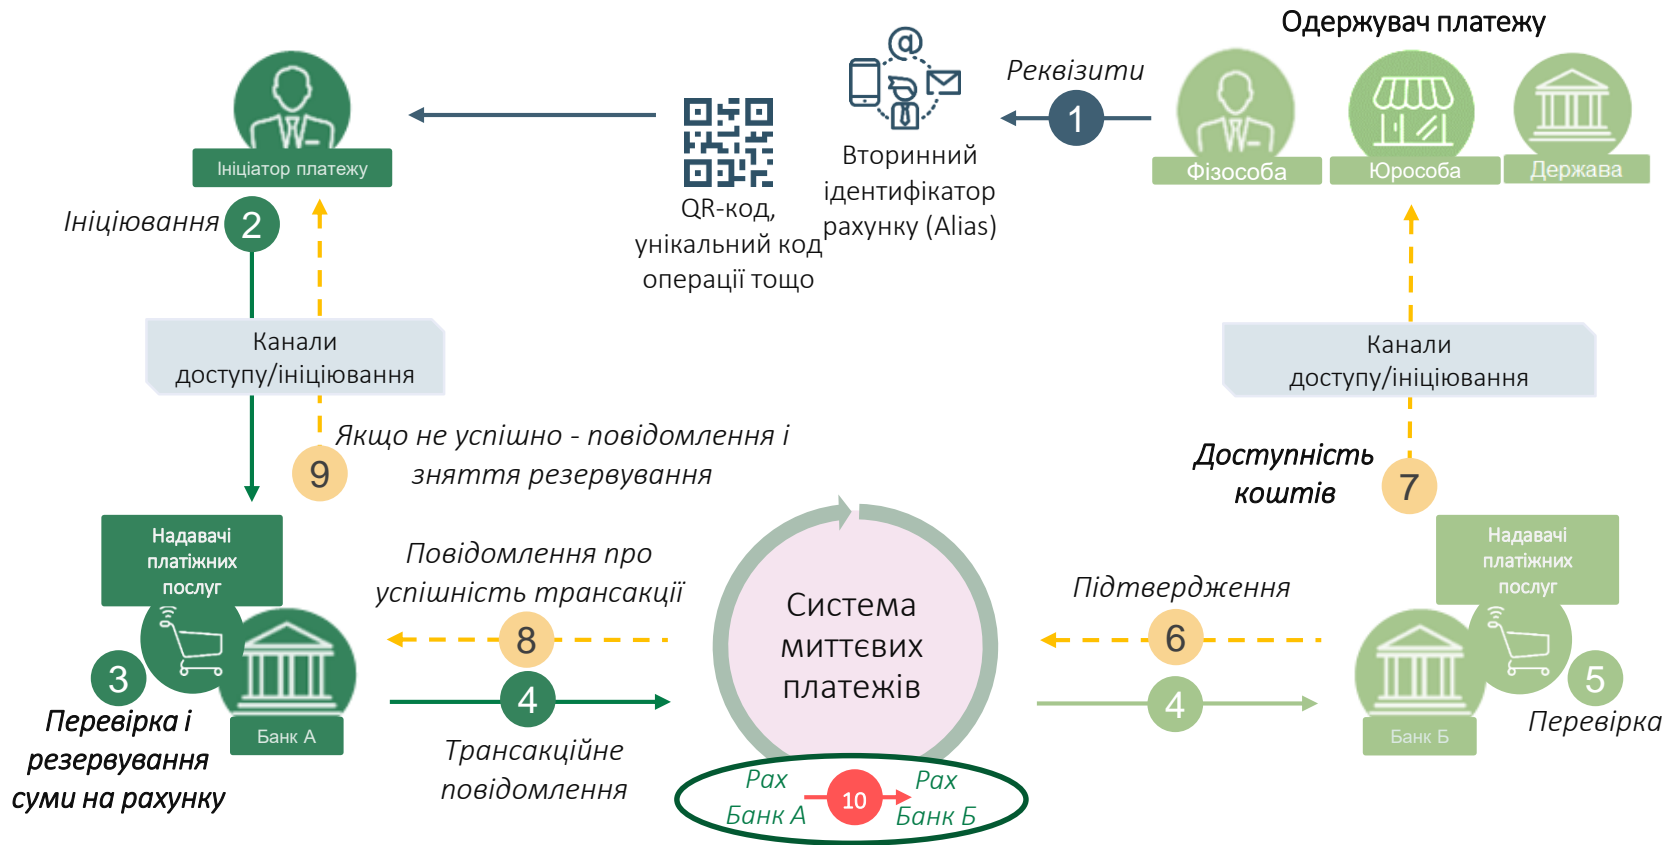 Одержувач платежу
Реквізити
1
Фізособа
Юрособа
Держава
Ініціатор платежу
Вторинний
ідентифікатор
рахунку (Alias)
QR-код,
унікальний код
операції тощо
Ініціювання
2
Канали
доступу/ініціювання
Канали
доступу/ініціювання
9
Якщо не успішно - повідомлення і
зняття резервування
Доступність
коштів
7
Надавачі
платіжних
послуг
Повідомлення про
успішність трансакції
8
Система
миттєвих
платежів
Підтвердження
6
Надавачі
платіжних
послуг
3
Перевірка і
резервування
суми на рахунку
Банк А
4
Трансакційне
повідомлення
4
Банк Б
5
Перевірка
Рах
Банк А
10
Рах
Банк Б